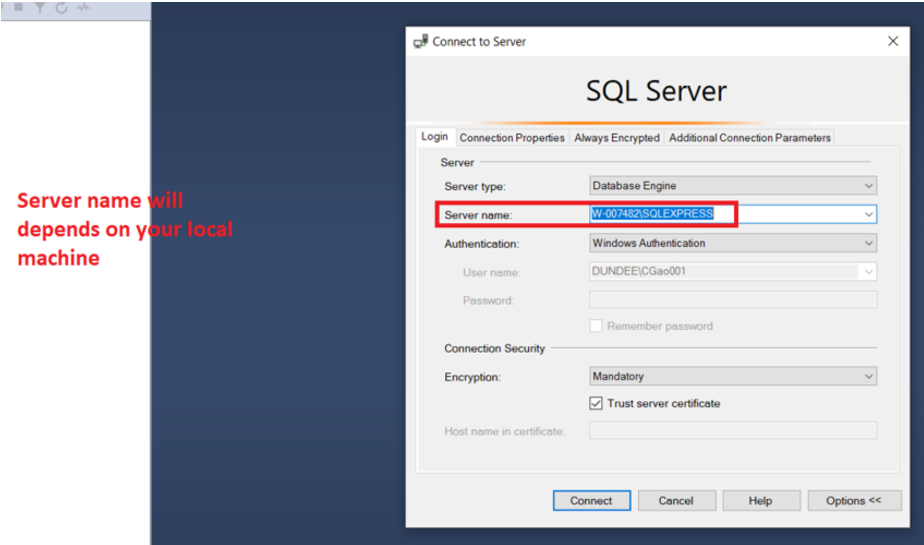 Connect to Server
SQL Server
Login Connection Properties Always Encrypted Additional Connection Parameters
Server
Server type: Database Engine
Server name: W-007482\SQLEXPRESS
Authentication: Windows Authentication
User name: DUNDEE\CGao001
Password:
Remember password
Connection Security
Encryption: Mandatory
Trust server certificate
Host name in certificate:
Connect Cancel Help Options <<
Server name will
depends on your local
machine